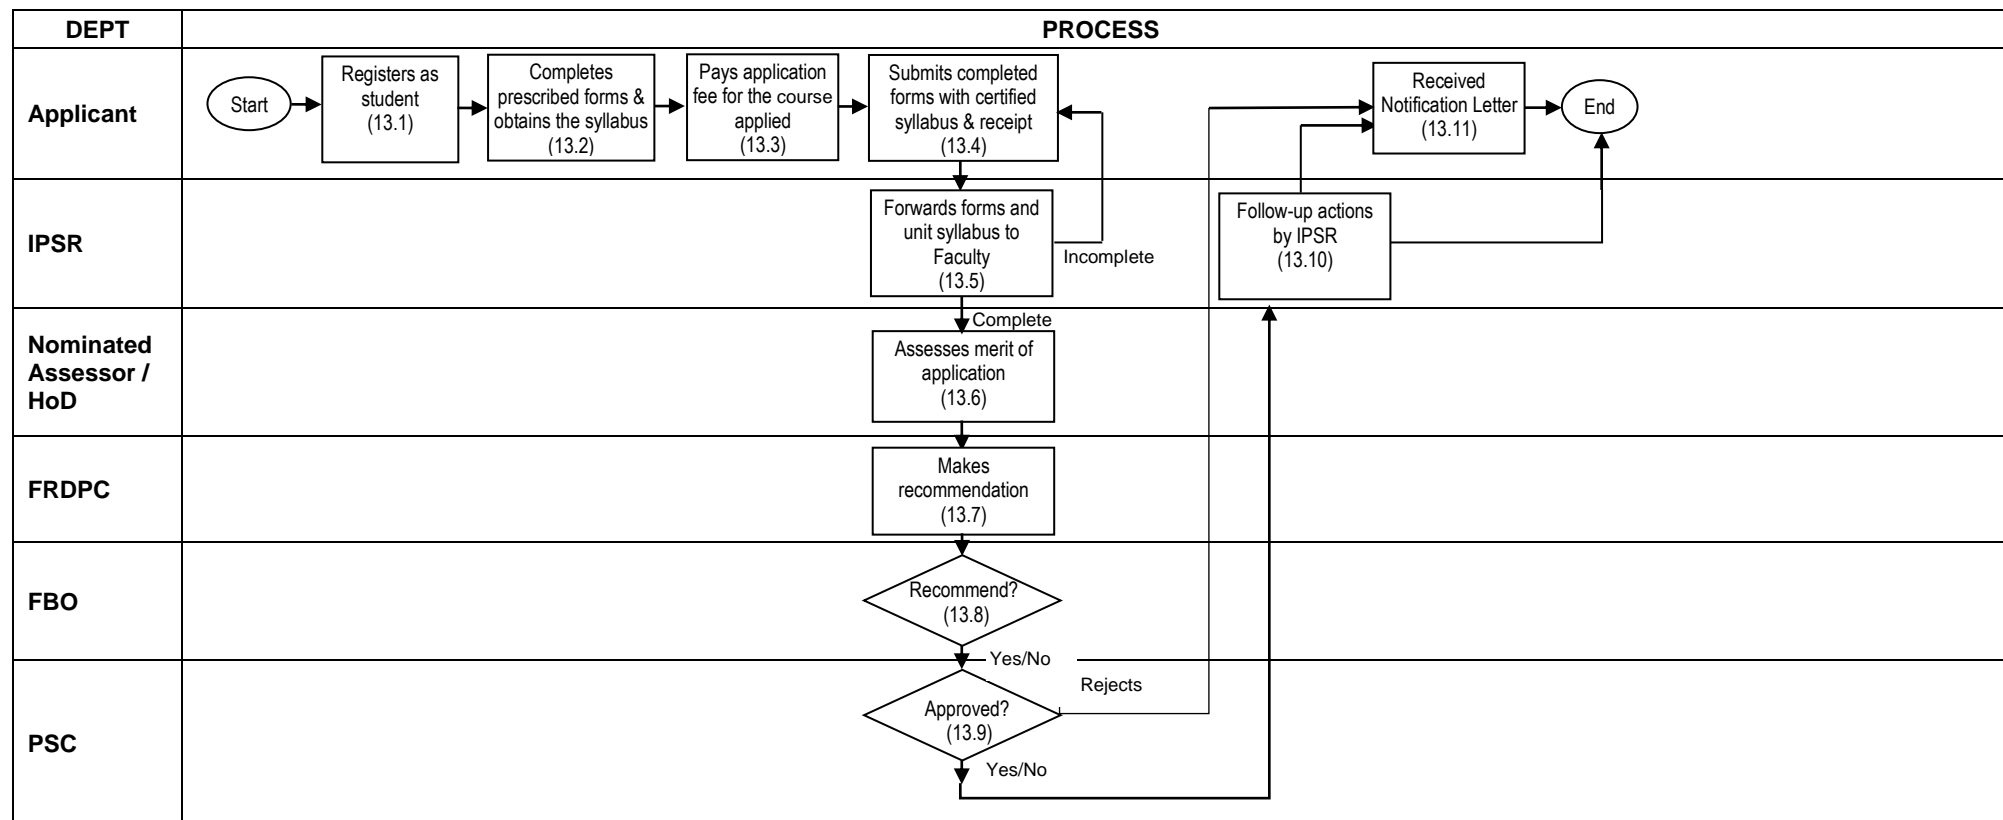 DEPT
PROCESS
Applicant
Start
Registers as
student
(13.1)
Completes
prescribed forms &
obtains the syllabus
(13.2)
Pays application
fee for the course
applied
(13.3)
Submits completed
forms with certified
syllabus & receipt
(13.4)
Received
Notification Letter
(13.11)
End
IPSR
Forwards forms and
unit syllabus to
Faculty
(13.5)
Incomplete
Follow-up actions
by IPSR
(13.10)
Complete
Nominated
Assessor /
HoD
Assesses merit of
application
(13.6)
FRDPC
Makes
recommendation
(13.7)
FBO
Recommend?
(13.8)
Yes/No
Rejects
PSC
Approved?
(13.9)
Yes/No